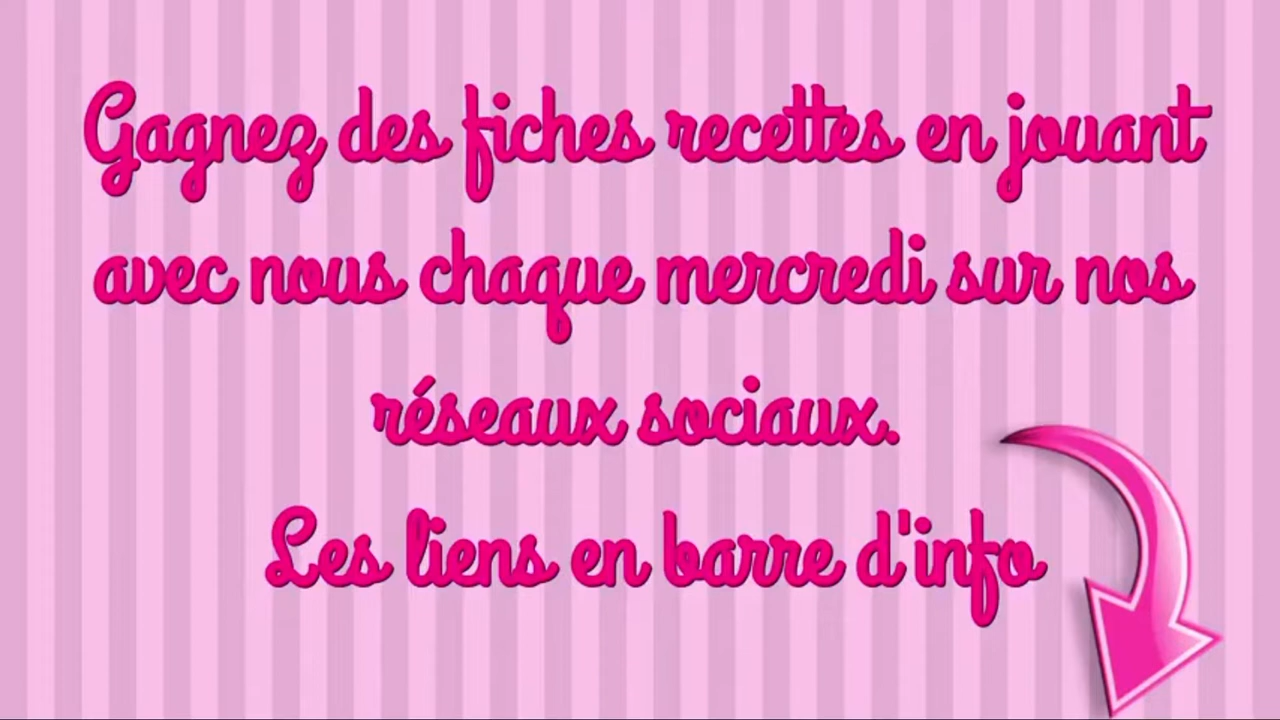 Gagnez des fiches recettes en jouant
avec nous chaque mercredi sur nos
réseaux sociaux.
Les liens en barre d'info